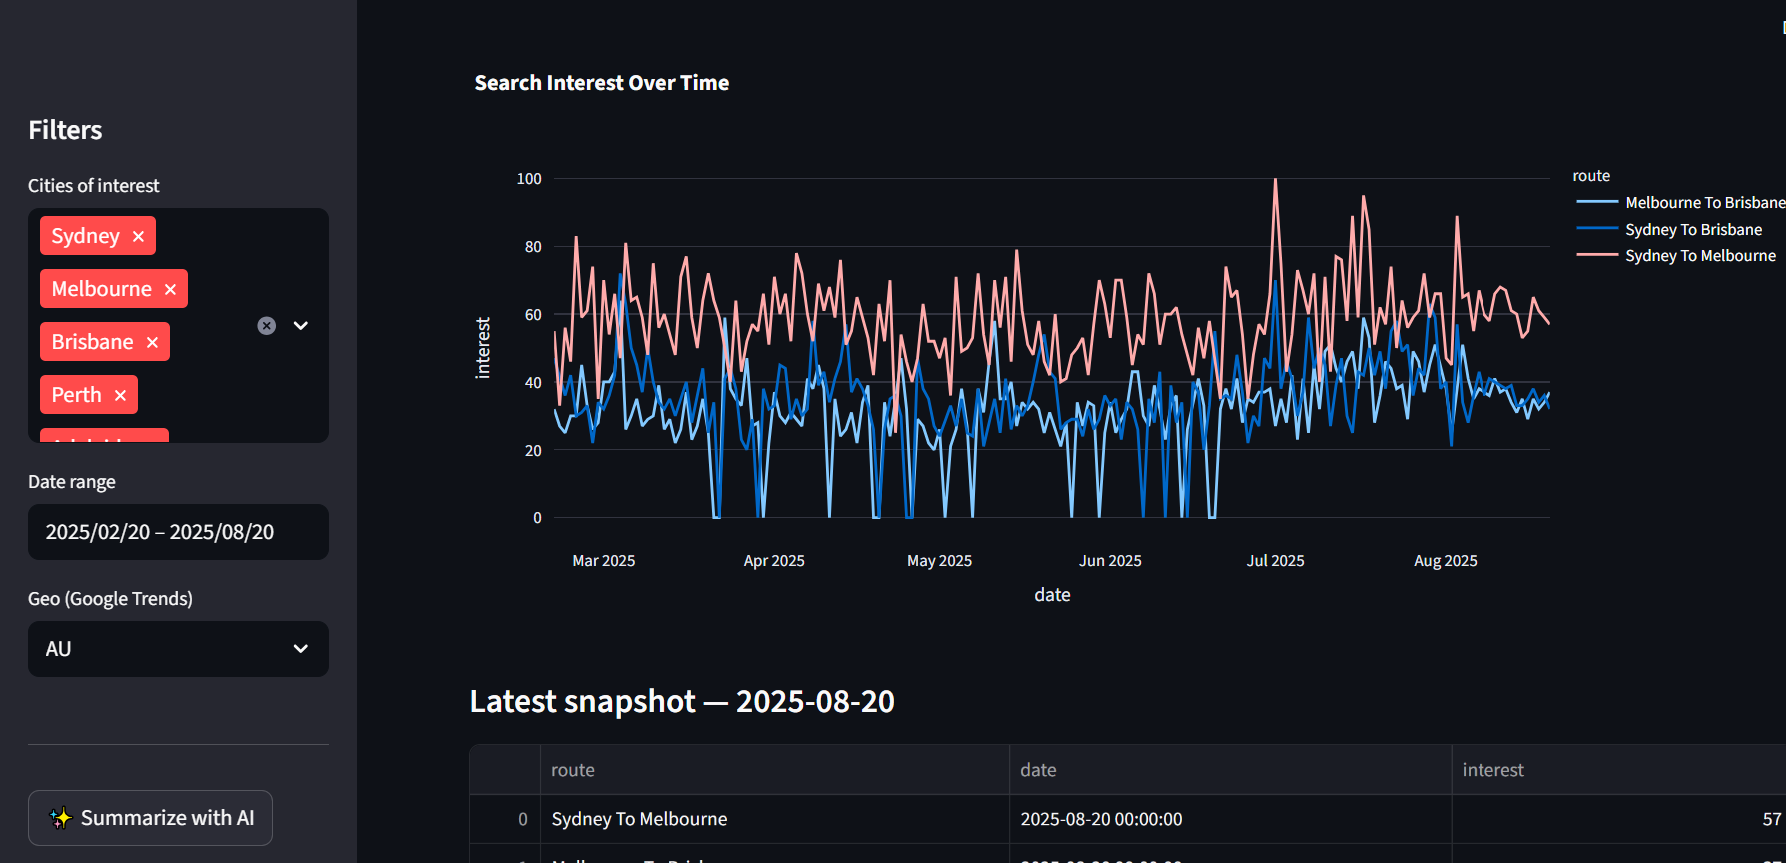 Filters
Cities of interest
Sydney
Melbourne
Brisbane
Perth
Date range
2025/02/20 – 2025/08/20
Geo (Google Trends)
AU
✨ Summarize with AI
Search Interest Over Time
100
80
60
40
20
0
interest
Mar 2025 Apr 2025 May 2025 Jun 2025 Jul 2025 Aug 2025
date
route
Melbourne To Brisbane
Sydney To Brisbane
Sydney To Melbourne
Latest snapshot — 2025-08-20
route date interest
0 Sydney To Melbourne 2025-08-20 00:00:00 57